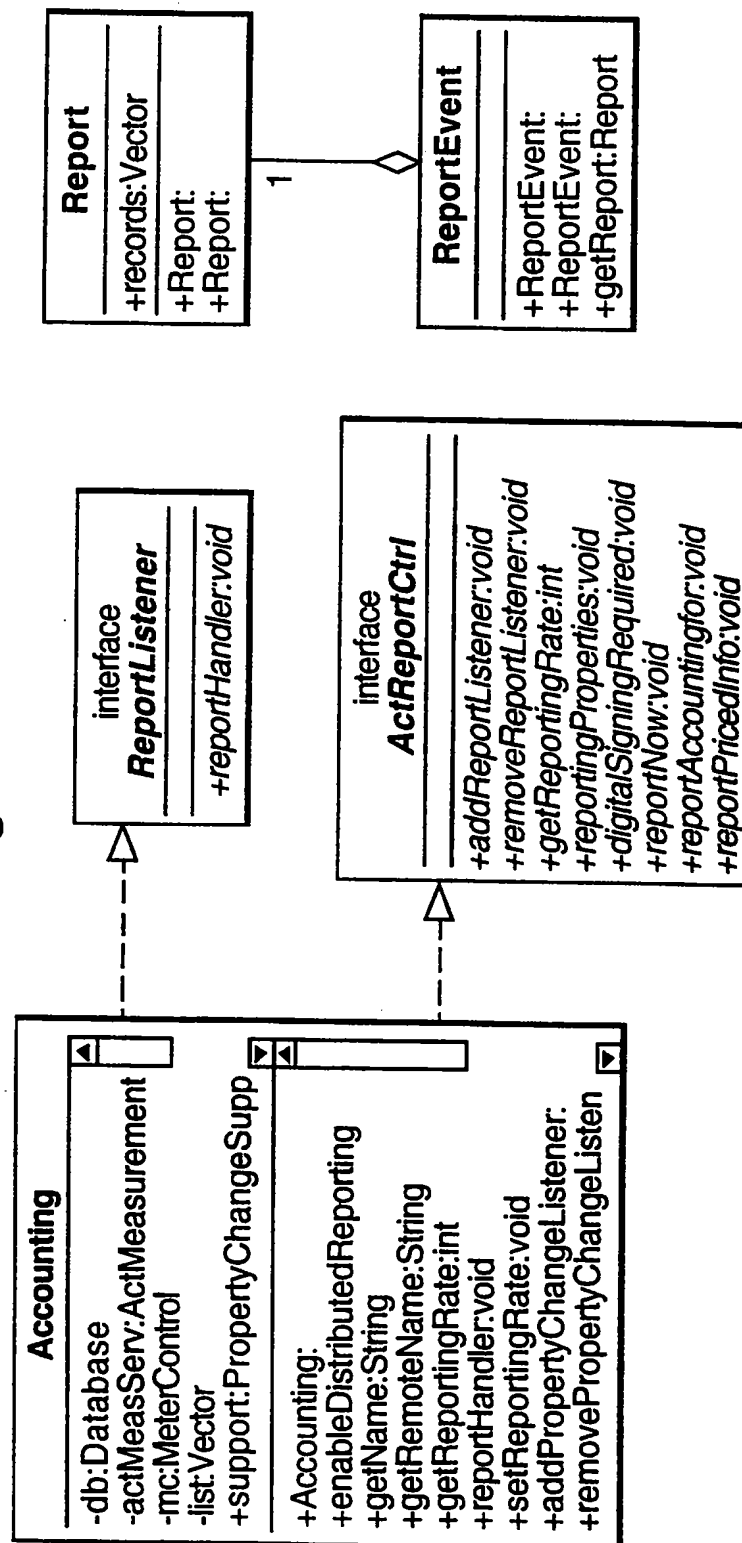 Accounting
-db:Database
-actMeasServ:ActMeasurement
-mc:MeterControl
-list:Vector
+support:PropertyChangeSupp
+Accounting:
+enableDistributedReporting
+getName:String
+getRemoteName:String
+getReportingRate:int
+reportHandler:void
+setReportingRate:void
+addPropertyChangeListener:
+removePropertyChangeListen
interface
ReportListener
+reportHandler:void
interface
ActReportCtrl
+addReportListener:void
+removeReportListener:void
+getReportingRate:int
+reportingProperties:void
+digitalSigningRequired:void
+reportNow:void
+reportAccountingfor:void
+reportPricedInfo:void
Report
+records:Vector
+Report:
+Report:
1
ReportEvent
+ReportEvent:
+ReportEvent:
+getReport:Report